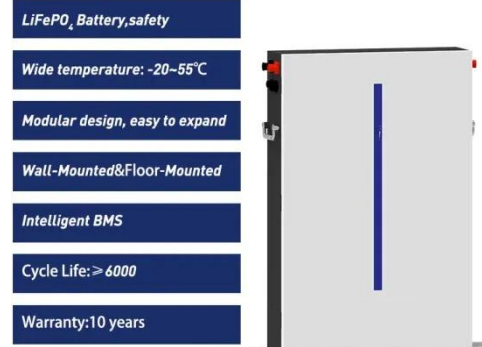 LiFePO₄ Battery,safety
Wide temperature: -20~55℃
Modular design, easy to expand
Wall-Mounted&Floor-Mounted
Intelligent BMS
Cycle Life:≥6000
Warranty:10 years